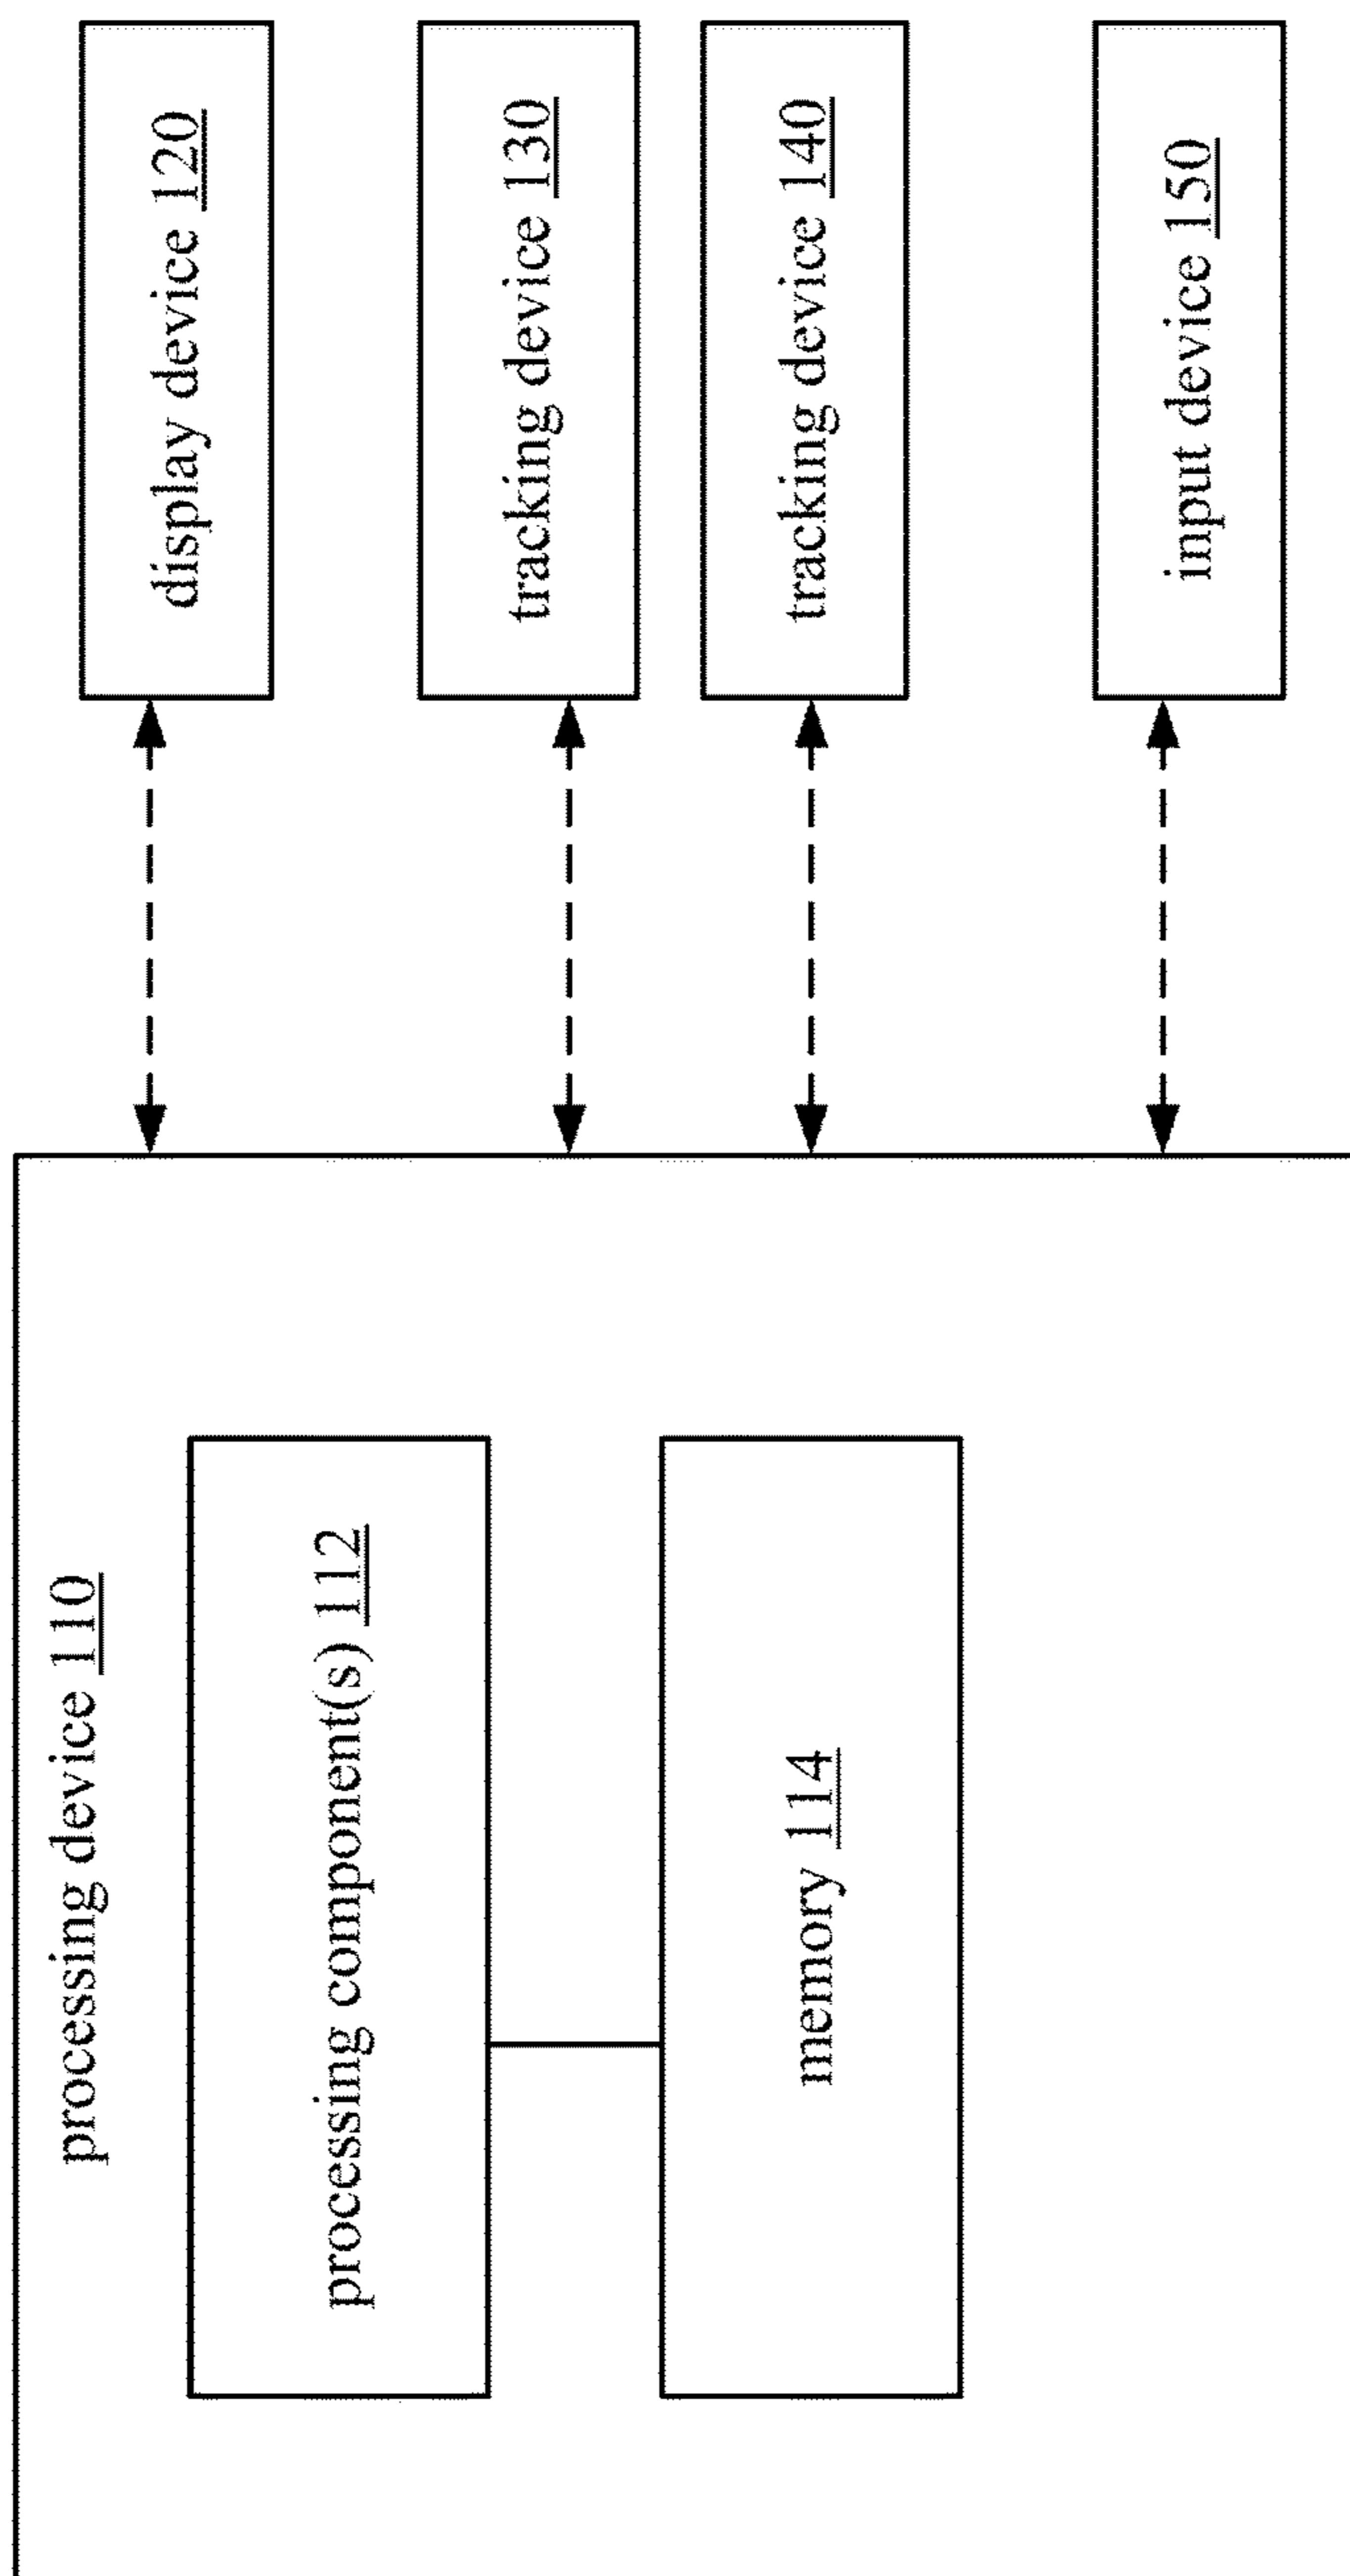 processing device 110
processing component(s) 112
memory 114
display device 120
tracking device 130
tracking device 140
input device 150